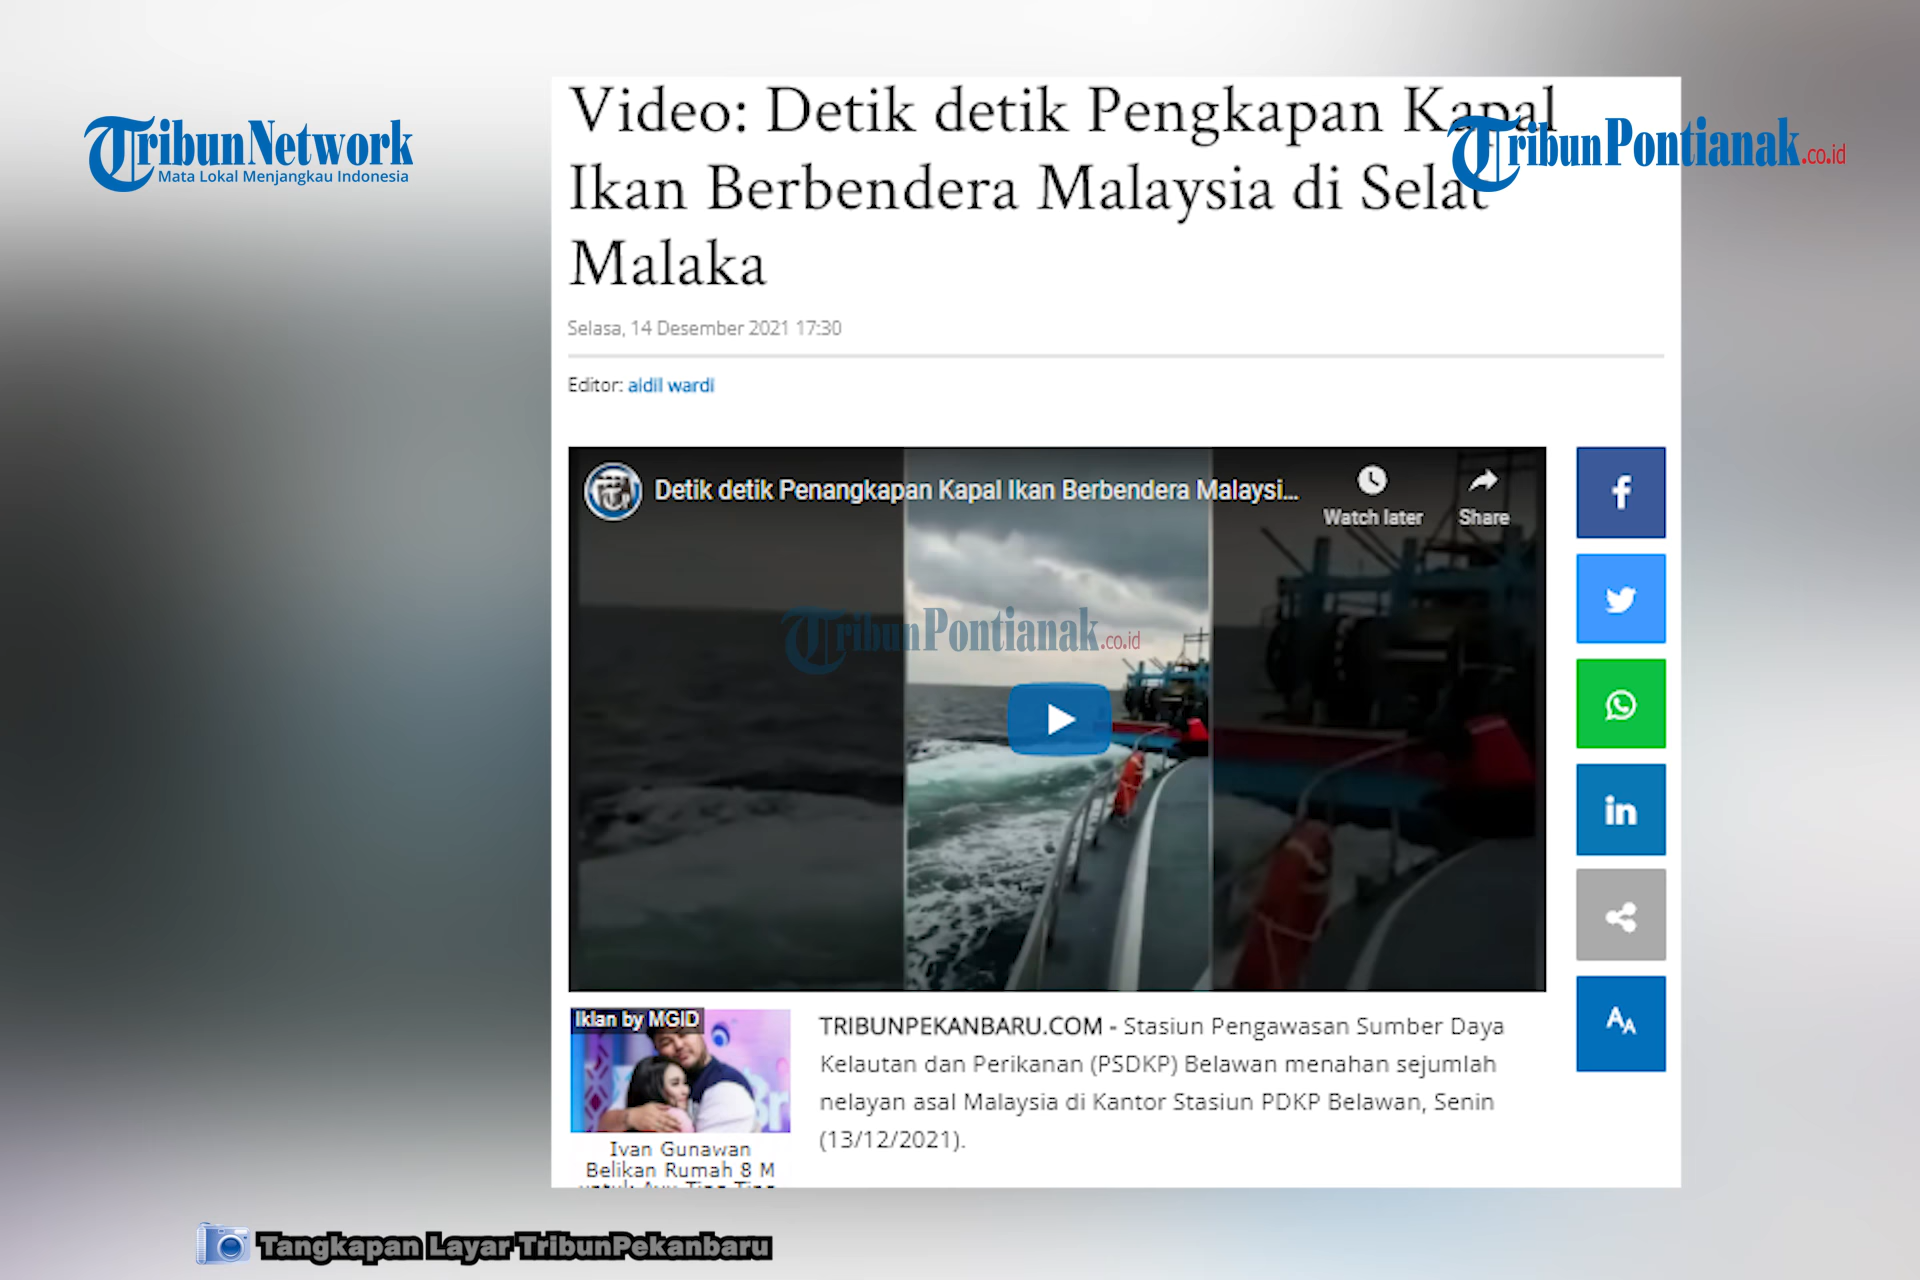 TribunNetwork
Mata Lokal Menjangkau Indonesia
TribunPontianak.co.id
Video: Detik detik Pengkapan Kapal
Ikan Berbendera Malaysia di Selat
Malaka
Selasa, 14 Desember 2021 17:30
Editor: aldil wardi
Detik detik Penangkapan Kapal Ikan Berbendera Malaysi...
Watch later
Share
TribunPontianak.co.id
Iklan by MGID
Ivan Gunawan
Belikan Rumah 8 M
untuk Ayu Ting Ting
TRIBUNPEKANBARU.COM - Stasiun Pengawasan Sumber Daya
Kelautan dan Perikanan (PSDKP) Belawan menahan sejumlah
nelayan asal Malaysia di Kantor Stasiun PDKP Belawan, Senin
(13/12/2021).
Tangkapan Layar TribunPekanbaru